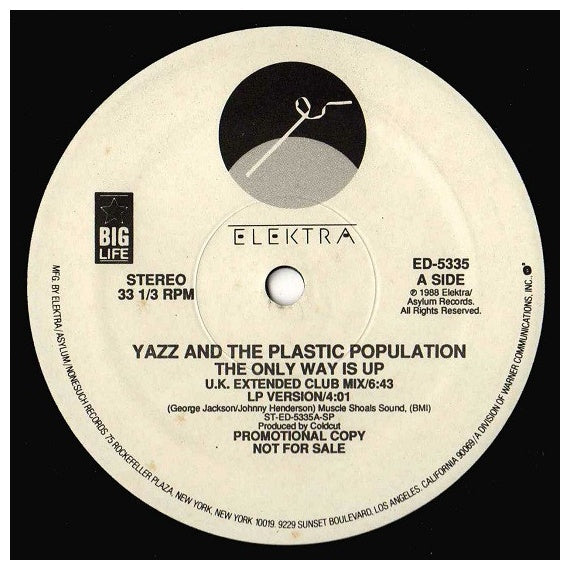 ELEKTRA
BIG
LIFE
STEREO
33 1/3 RPM
ED-5335
A SIDE
℗ 1988 Elektra/
Asylum Records.
All Rights Reserved.
YAZZ AND THE PLASTIC POPULATION
THE ONLY WAY IS UP
U.K. EXTENDED CLUB MIX/6:43
LP VERSION/4:01
(George Jackson/Johnny Henderson) Muscle Shoals Sound, (BMI)
ST-ED-5335A-SP
Produced by Coldcut
PROMOTIONAL COPY
NOT FOR SALE
MFG. BY ELEKTRA/ASYLUM/NONESUCH RECORDS 75 ROCKEFELLER PLAZA, NEW YORK, NEW YORK 10019. 9229 SUNSET BOULEVARD, LOS ANGELES, CALIFORNIA 90069/A DIVISION OF WARNER COMMUNICATIONS, INC.